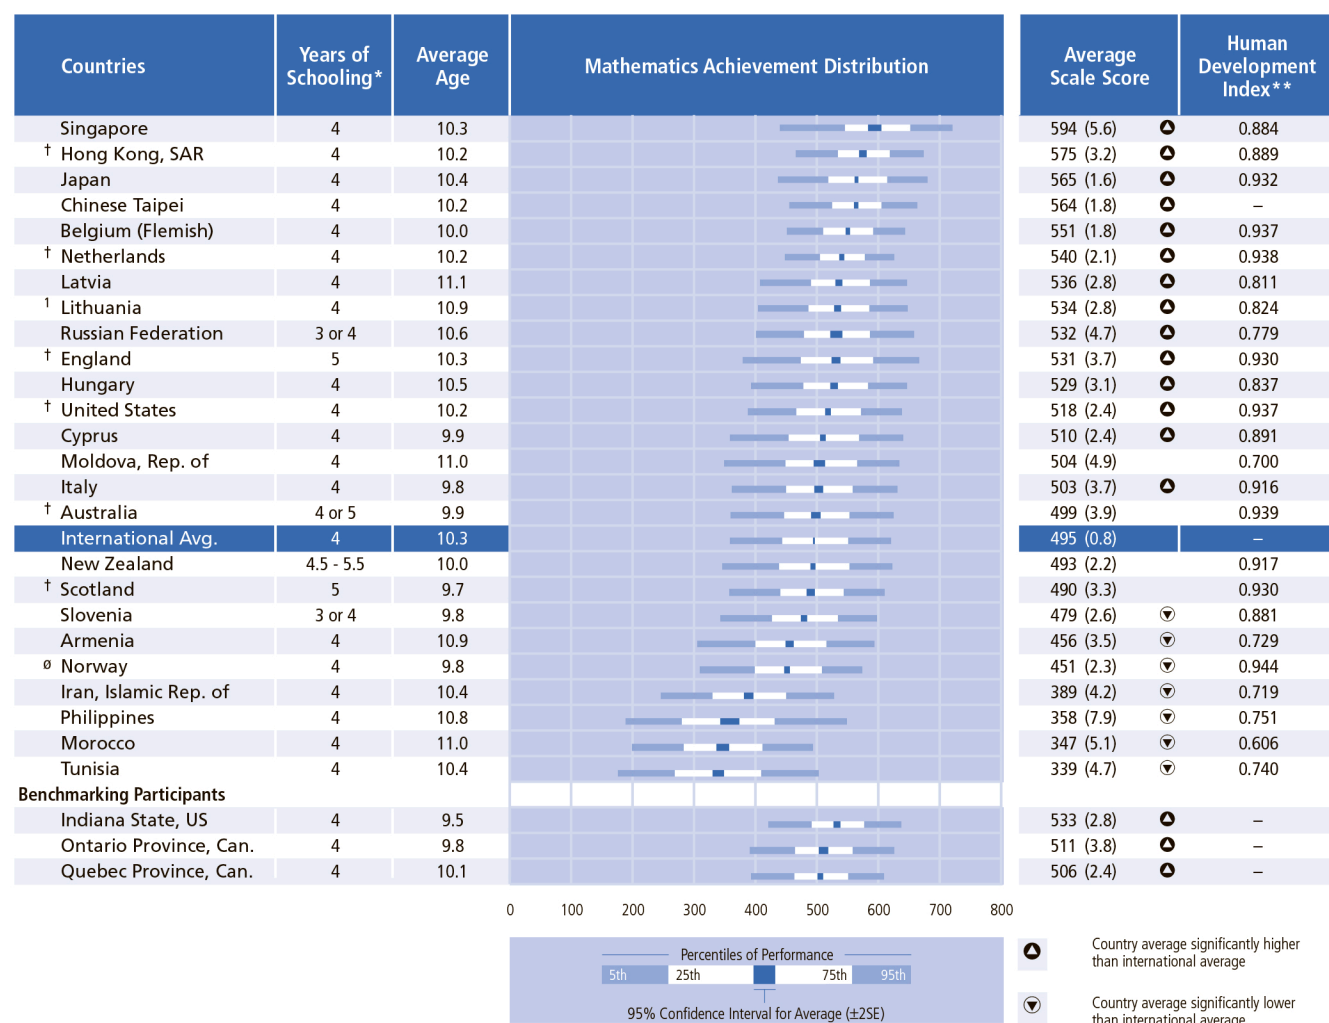 Countries Years of Schooling* Average Age Mathematics Achievement Distribution Average Scale Score Human Development Index**
Singapore 4 10.3 594 (5.6) 0.884
† Hong Kong, SAR 4 10.2 575 (3.2) 0.889
Japan 4 10.4 565 (1.6) 0.932
Chinese Taipei 4 10.2 564 (1.8) –
Belgium (Flemish) 4 10.0 551 (1.8) 0.937
† Netherlands 4 10.2 540 (2.1) 0.938
Latvia 4 11.1 536 (2.8) 0.811
1 Lithuania 4 10.9 534 (2.8) 0.824
Russian Federation 3 or 4 10.6 532 (4.7) 0.779
† England 5 10.3 531 (3.7) 0.930
Hungary 4 10.5 529 (3.1) 0.837
† United States 4 10.2 518 (2.4) 0.937
Cyprus 4 9.9 510 (2.4) 0.891
Moldova, Rep. of 4 11.0 504 (4.9) 0.700
Italy 4 9.8 503 (3.7) 0.916
† Australia 4 or 5 9.9 499 (3.9) 0.939
International Avg. 4 10.3 495 (0.8) –
New Zealand 4.5 - 5.5 10.0 493 (2.2) 0.917
† Scotland 5 9.7 490 (3.3) 0.930
Slovenia 3 or 4 9.8 479 (2.6) 0.881
Armenia 4 10.9 456 (3.5) 0.729
ø Norway 4 9.8 451 (2.3) 0.944
Iran, Islamic Rep. of 4 10.4 389 (4.2) 0.719
Philippines 4 10.8 358 (7.9) 0.751
Morocco 4 11.0 347 (5.1) 0.606
Tunisia 4 10.4 339 (4.7) 0.740
Benchmarking Participants
Indiana State, US 4 9.5 533 (2.8) –
Ontario Province, Can. 4 9.8 511 (3.8) –
Quebec Province, Can. 4 10.1 506 (2.4) –
0 100 200 300 400 500 600 700 800
Percentiles of Performance
5th 25th 75th 95th
95% Confidence Interval for Average (±2SE)
Country average significantly higher
than international average
Country average significantly lower
than international average